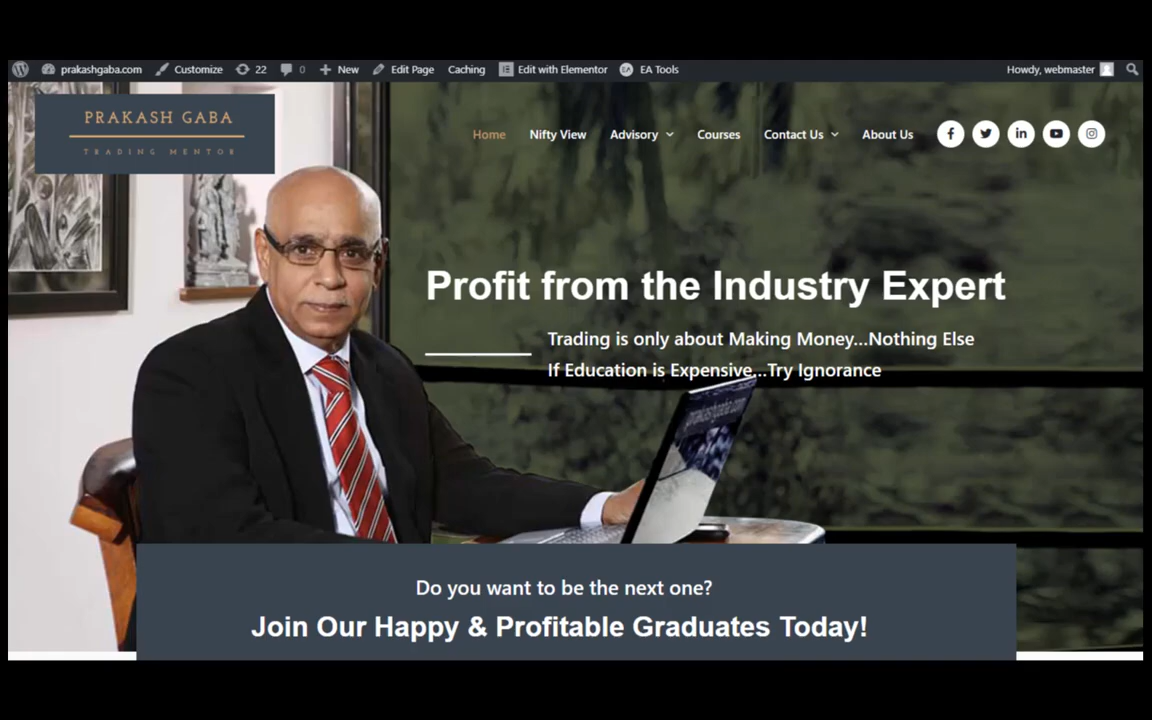 prakashgaba.com Customize 22 0 New Edit Page Caching Edit with Elementor EA Tools Howdy, webmaster
PRAKASH GABA
TRADING MENTOR
Home Nifty View Advisory Courses Contact Us About Us
Profit from the Industry Expert
Trading is only about Making Money...Nothing Else
If Education is Expensive...Try Ignorance
Do you want to be the next one?
Join Our Happy & Profitable Graduates Today!